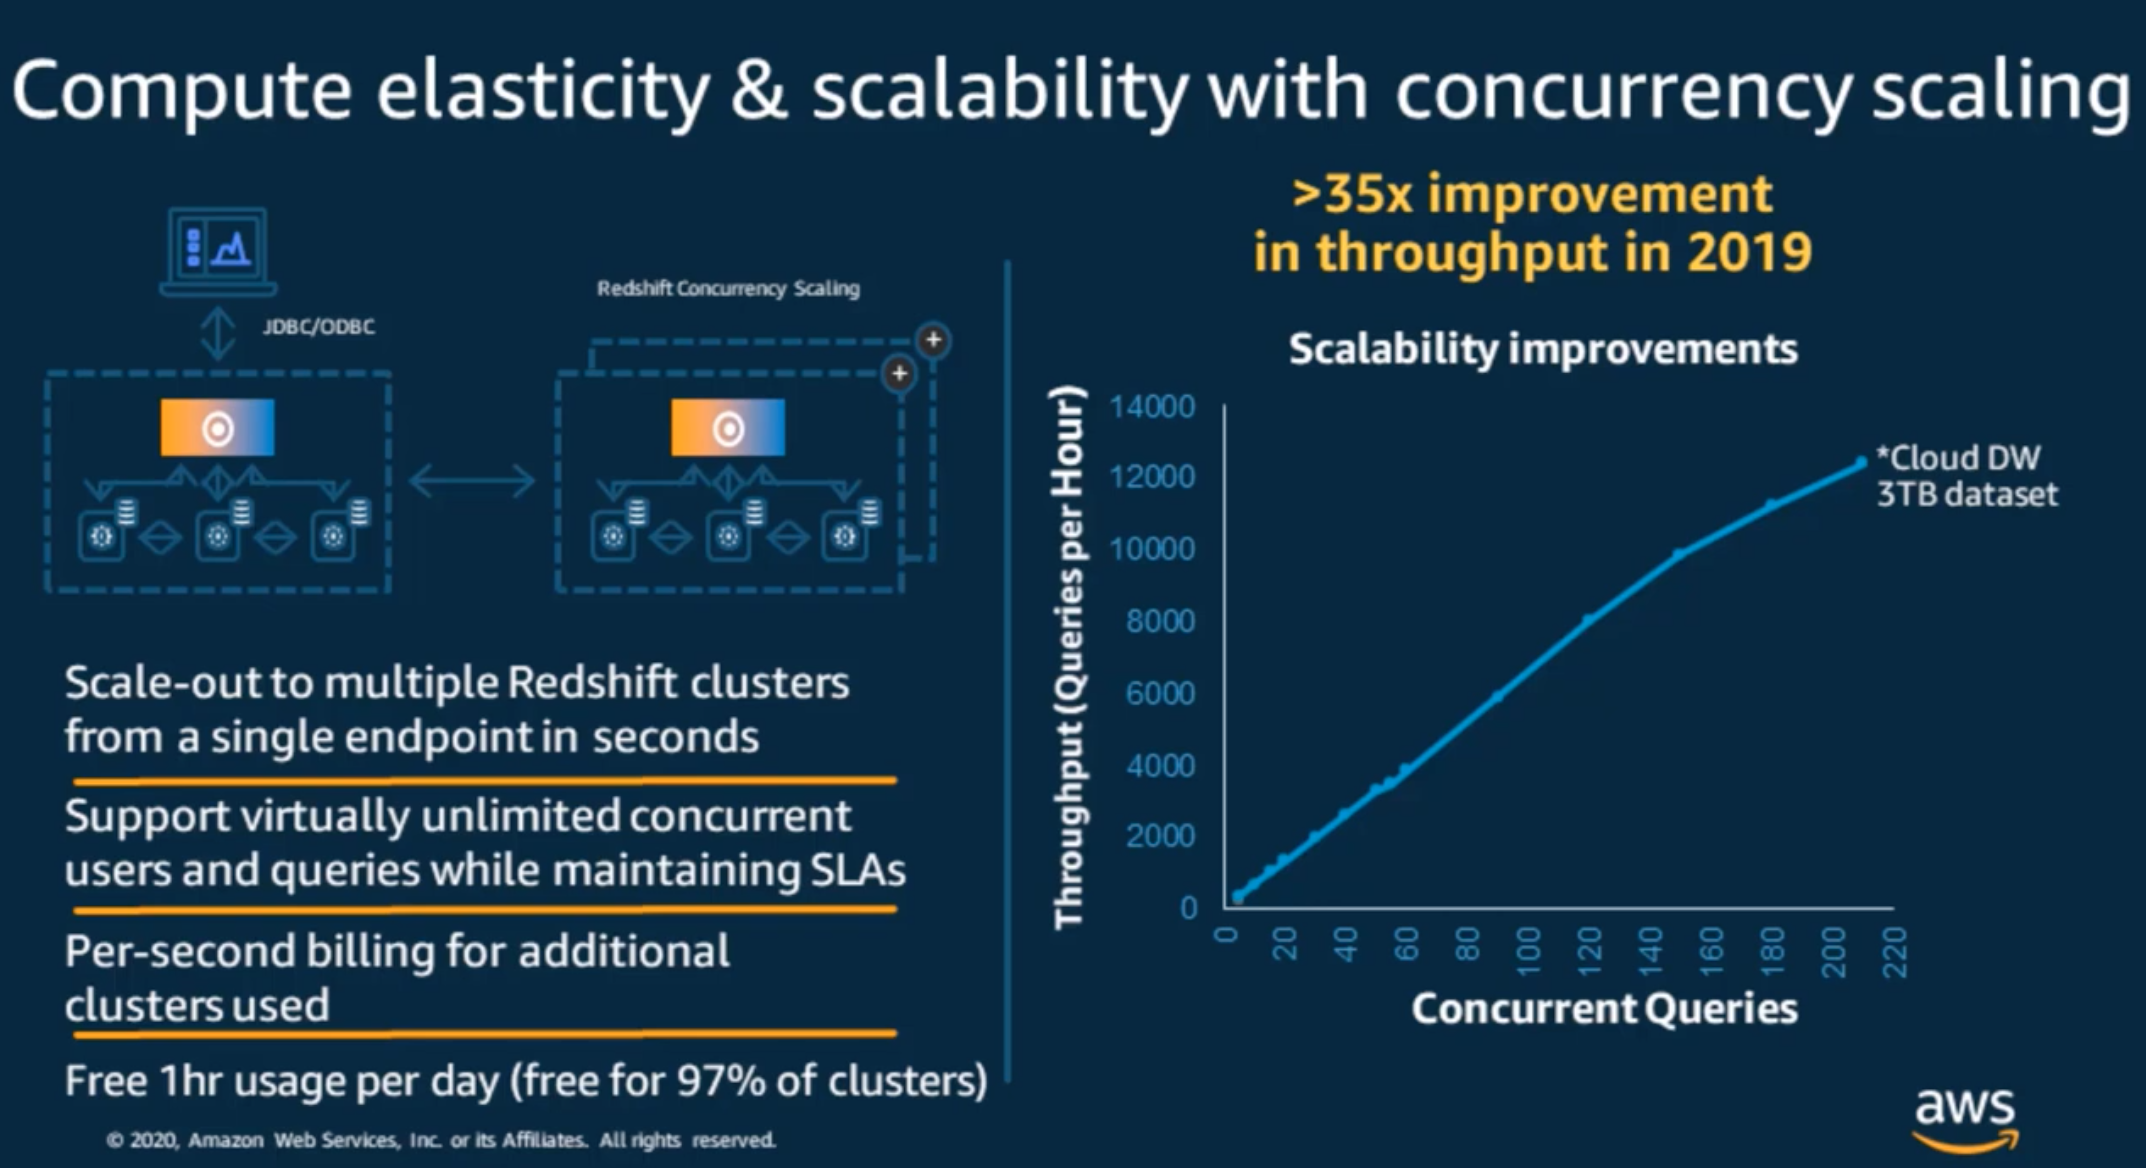 Compute elasticity & scalability with concurrency scaling
JDBC/ODBC
Redshift Concurrency Scaling
+
+
Scale-out to multiple Redshift clusters
from a single endpoint in seconds
Support virtually unlimited concurrent
users and queries while maintaining SLAs
Per-second billing for additional
clusters used
Free 1hr usage per day (free for 97% of clusters)
© 2020, Amazon Web Services, Inc. or its Affiliates. All rights reserved.
>35x improvement
in throughput in 2019
Scalability improvements
Throughput (Queries per Hour)
14000
12000
10000
8000
6000
4000
2000
0
*Cloud DW
3TB dataset
0 20 40 60 80 100 120 140 160 180 200 220
Concurrent Queries
aws